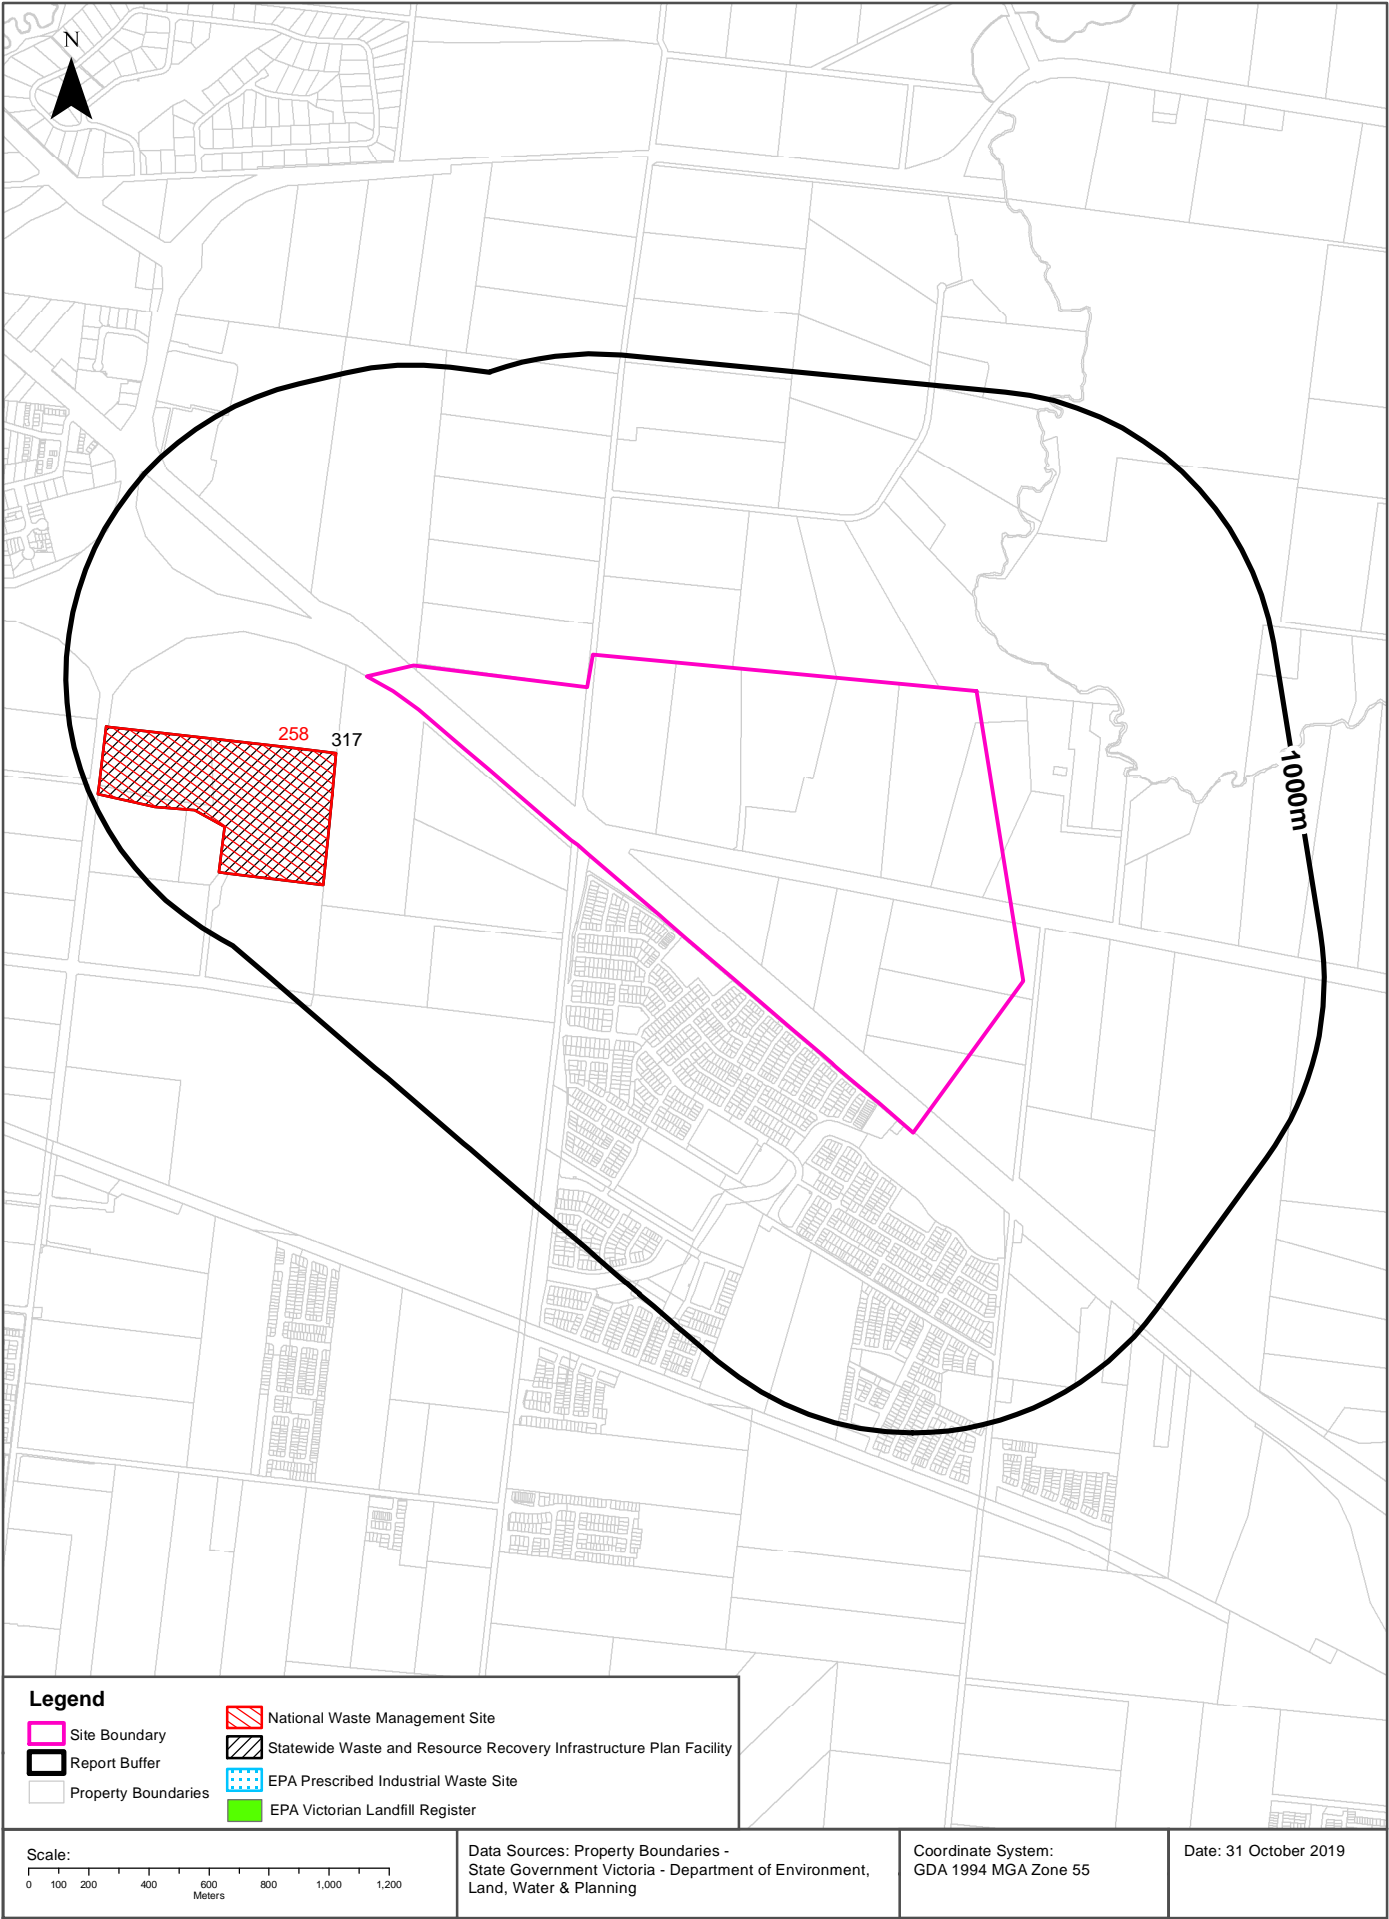 N
258
317
1000m
Legend
Site Boundary
Report Buffer
Property Boundaries
National Waste Management Site
Statewide Waste and Resource Recovery Infrastructure Plan Facility
EPA Prescribed Industrial Waste Site
EPA Victorian Landfill Register
Scale:
0 100 200 400 600 800 1,000 1,200
Meters
Data Sources: Property Boundaries -
State Government Victoria - Department of Environment,
Land, Water & Planning
Coordinate System:
GDA 1994 MGA Zone 55
Date: 31 October 2019